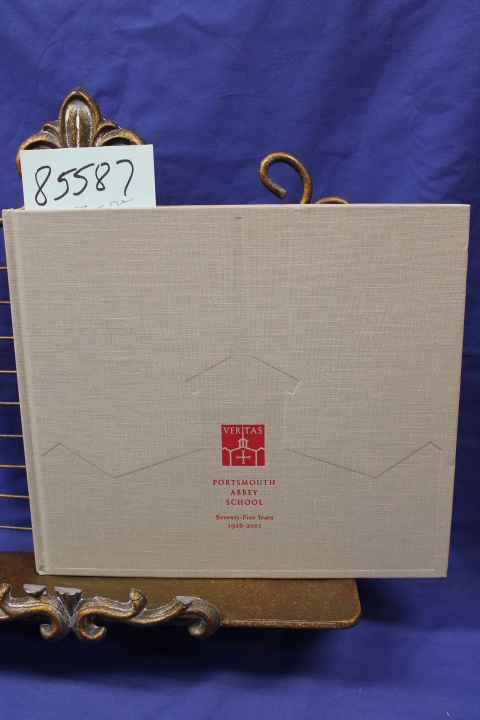 85587
VERITAS
PORTSMOUTH
ABBEY
SCHOOL
Seventy-Five Years
1926-2001